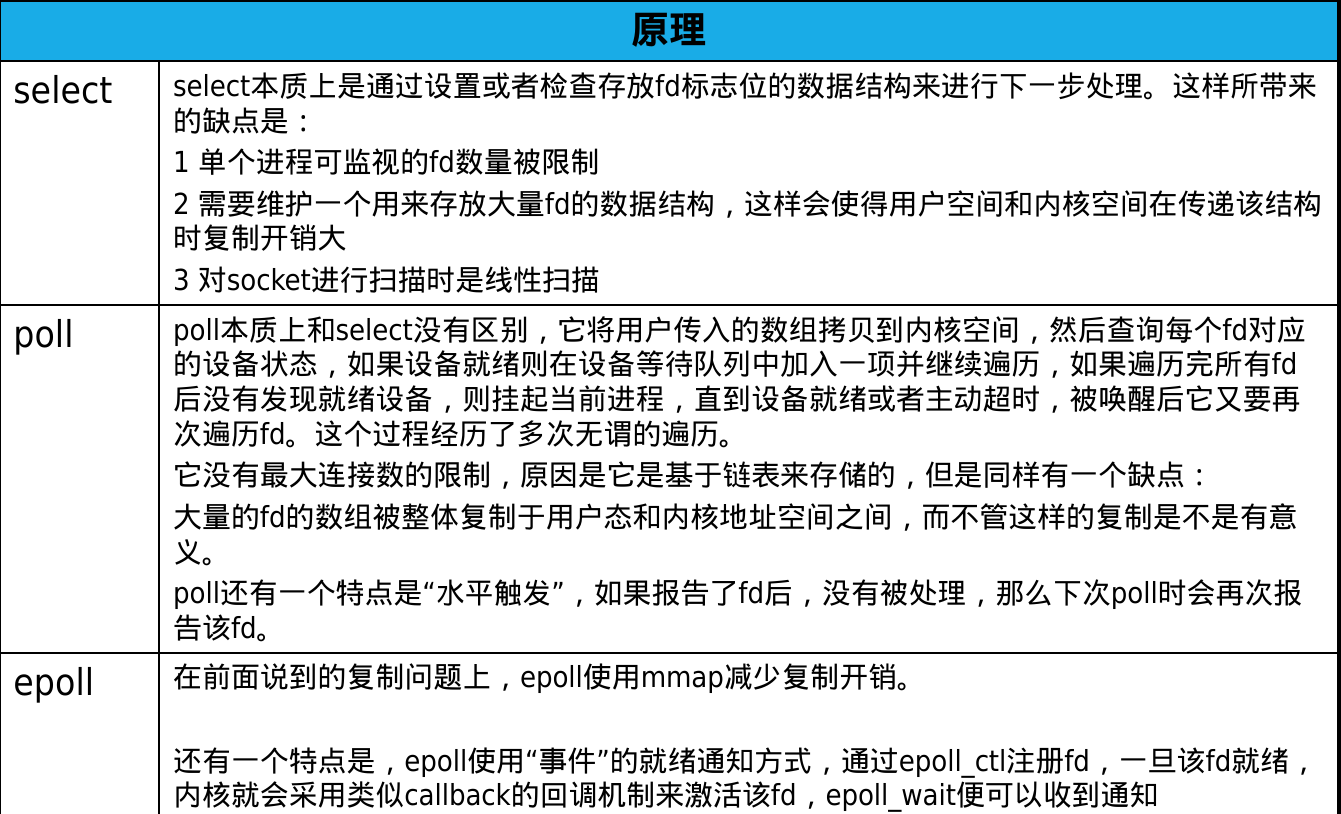 原理
select
select本质上是通过设置或者检查存放fd标志位的数据结构来进行下一步处理。这样所带来
的缺点是：
1 单个进程可监视的fd数量被限制
2 需要维护一个用来存放大量fd的数据结构，这样会使得用户空间和内核空间在传递该结构
时复制开销大
3 对socket进行扫描时是线性扫描
poll
poll本质上和select没有区别，它将用户传入的数组拷贝到内核空间，然后查询每个fd对应
的设备状态，如果设备就绪则在设备等待队列中加入一项并继续遍历，如果遍历完所有fd
后没有发现就绪设备，则挂起当前进程，直到设备就绪或者主动超时，被唤醒后它又要再
次遍历fd。这个过程经历了多次无谓的遍历。
它没有最大连接数的限制，原因是它是基于链表来存储的，但是同样有一个缺点：
大量的fd的数组被整体复制于用户态和内核地址空间之间，而不管这样的复制是不是有意
义。
poll还有一个特点是“水平触发”，如果报告了fd后，没有被处理，那么下次poll时会再次报
告该fd。
epoll
在前面说到的复制问题上，epoll使用mmap减少复制开销。
还有一个特点是，epoll使用“事件”的就绪通知方式，通过epoll_ctl注册fd，一旦该fd就绪，
内核就会采用类似callback的回调机制来激活该fd，epoll_wait便可以收到通知